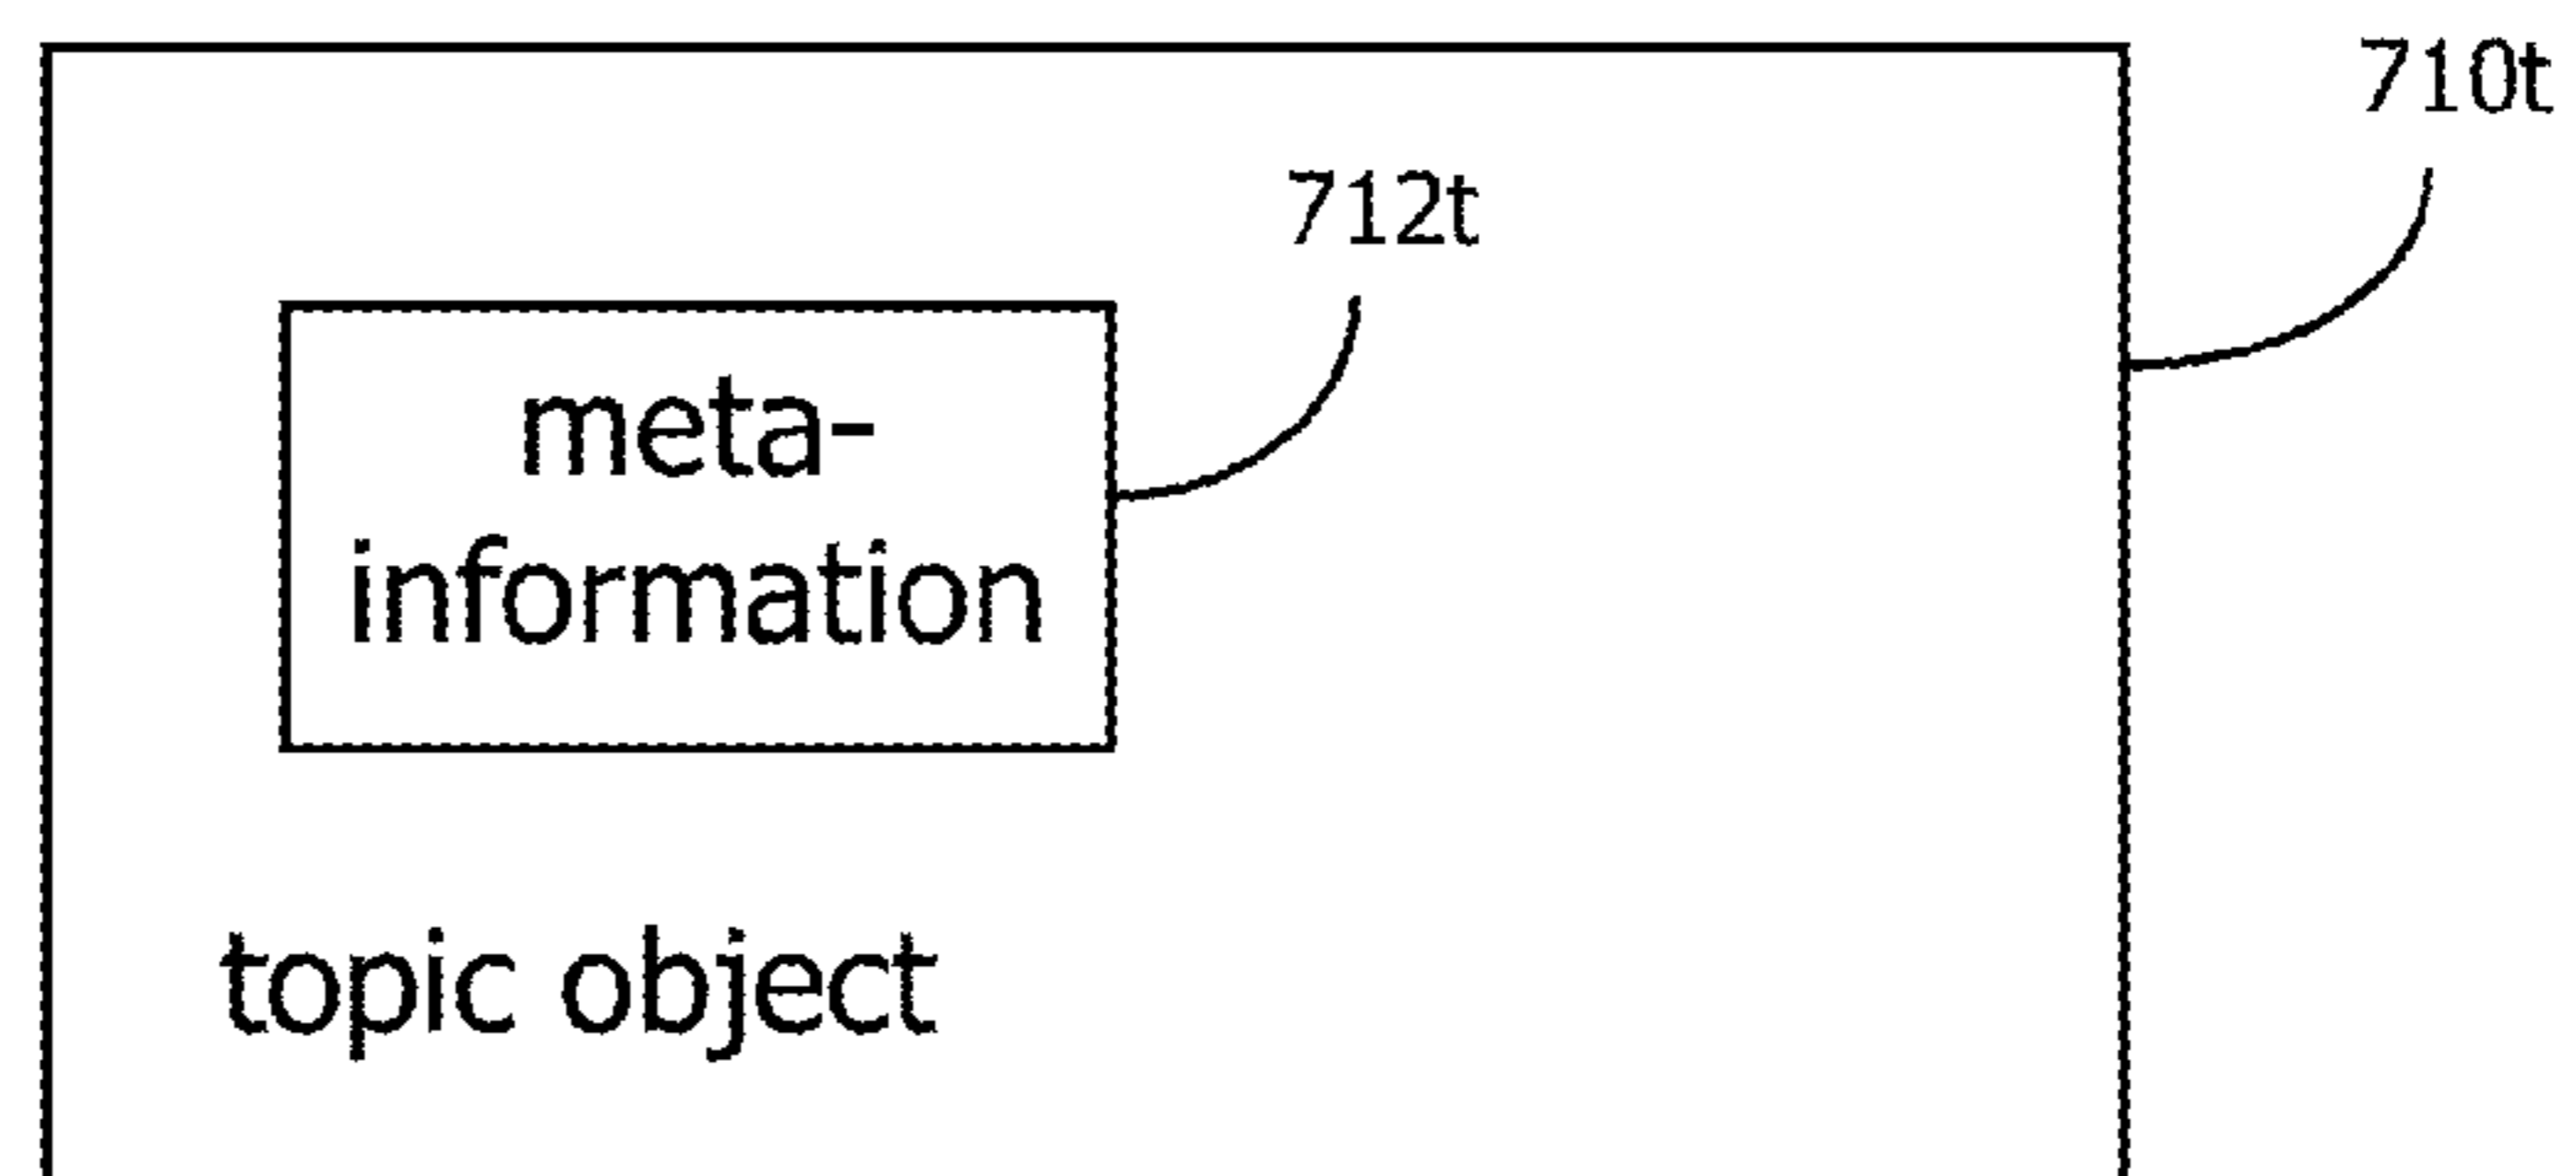 710t
712t
meta-
information
topic object